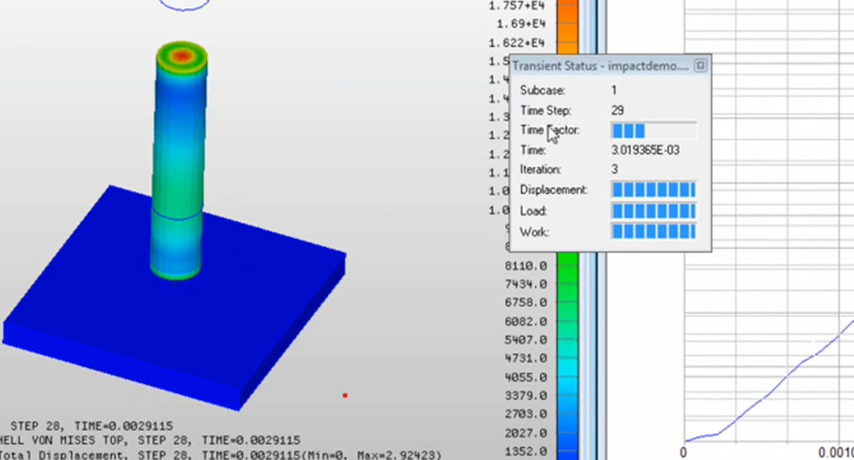 1.757+E4
1.69+E4
1.622+E4
Transient Status - impactdemo....
Subcase: 1
Time Step: 29
Time Factor:
Time: 3.019365E-03
Iteration: 3
Displacement:
Load:
Work:
8110.0
7434.0
6758.0
6082.0
5407.0
4731.0
4055.0
3379.0
2703.0
2027.0
1352.0
STEP 28, TIME=0.0029115
HELL VON MISES TOP, STEP 28, TIME=0.0029115
Total Displacement, STEP 28, TIME=0.0029115(Min=0, Max=2.92423)
0
0.0010